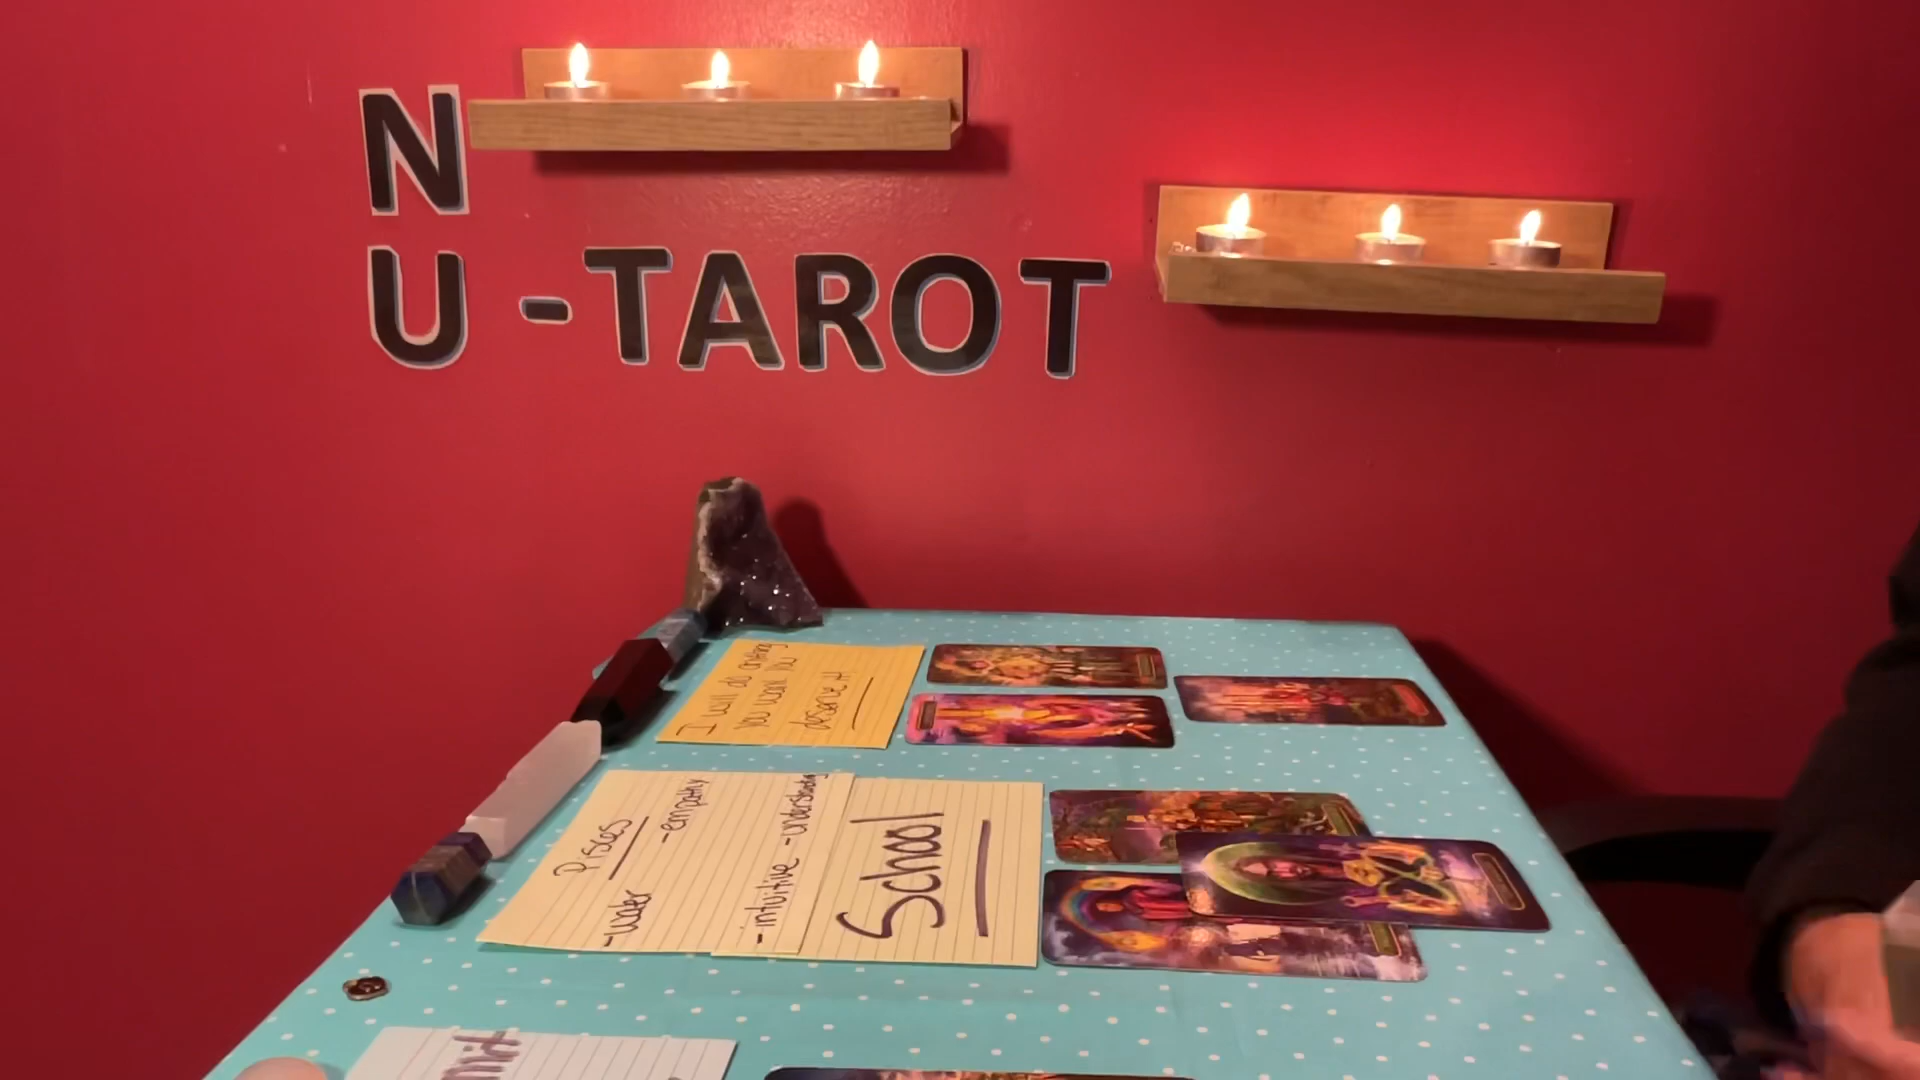 N
U - TAROT
I will do anything
you want you
deserve it!
Pisces
- water
- empathy
- intuitive
- understanding
School